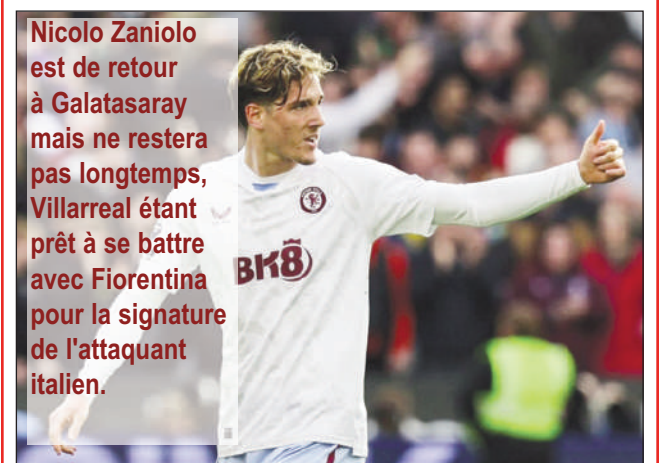 Nicolo Zaniolo
est de retour
à Galatasaray
mais ne restera
pas longtemps,
Villarreal étant
prêt à se battre
avec Fiorentina
pour la signature
de l'attaquant
italien.
BK8